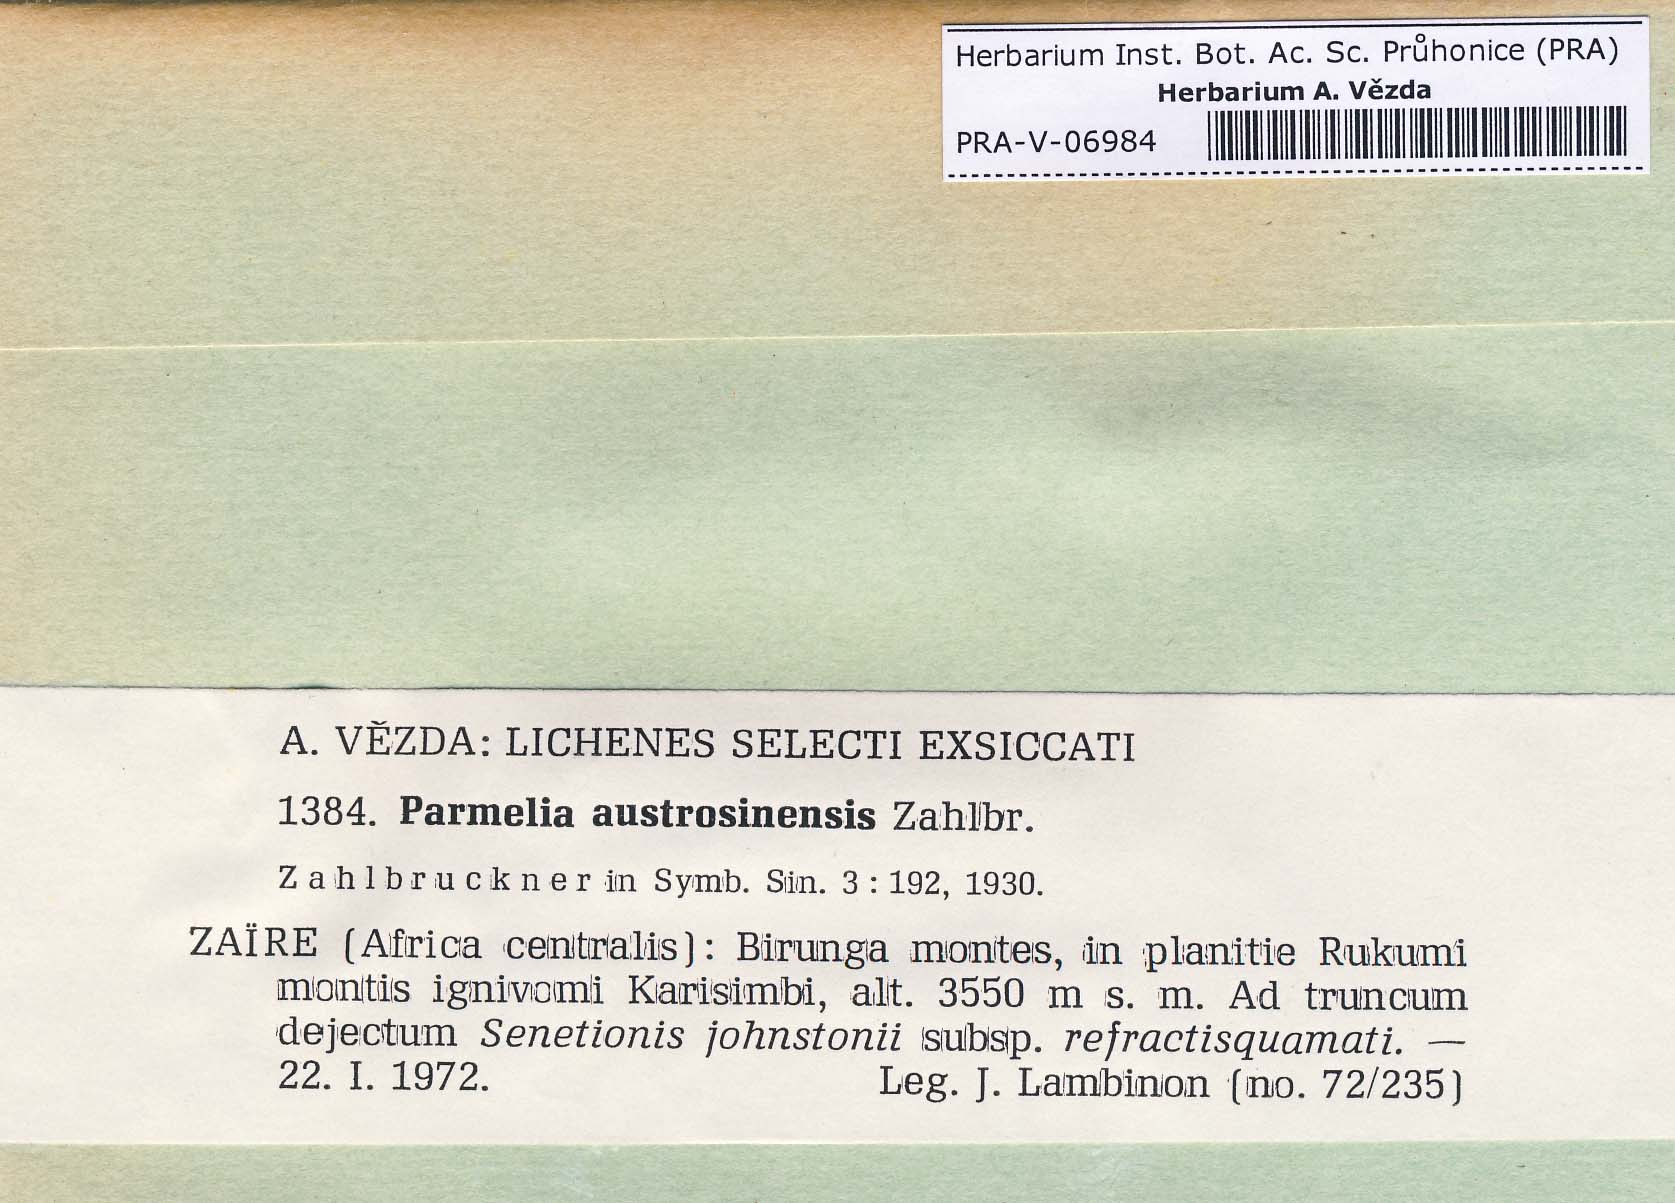 Herbarium Inst. Bot. Ac. Sc. Průhonice (PRA)
Herbarium A. Vězda
PRA-V-06984
A. VĚZDA: LICHENES SELECTI EXSICCATI
1384. Parmelia austrosinensis Zahlbr.
Zahlbruckner in Symb. Sin. 3 : 192, 1930.
ZAÏRE (Africa centralis): Birunga montes, in planitie Rukumi
montis ignivomi Karisimbi, alt. 3550 m s. m. Ad truncum
dejectum Senetionis johnstonii subsp. refractisquamati. —
22. I. 1972. Leg. J. Lambinon (no. 72/235)